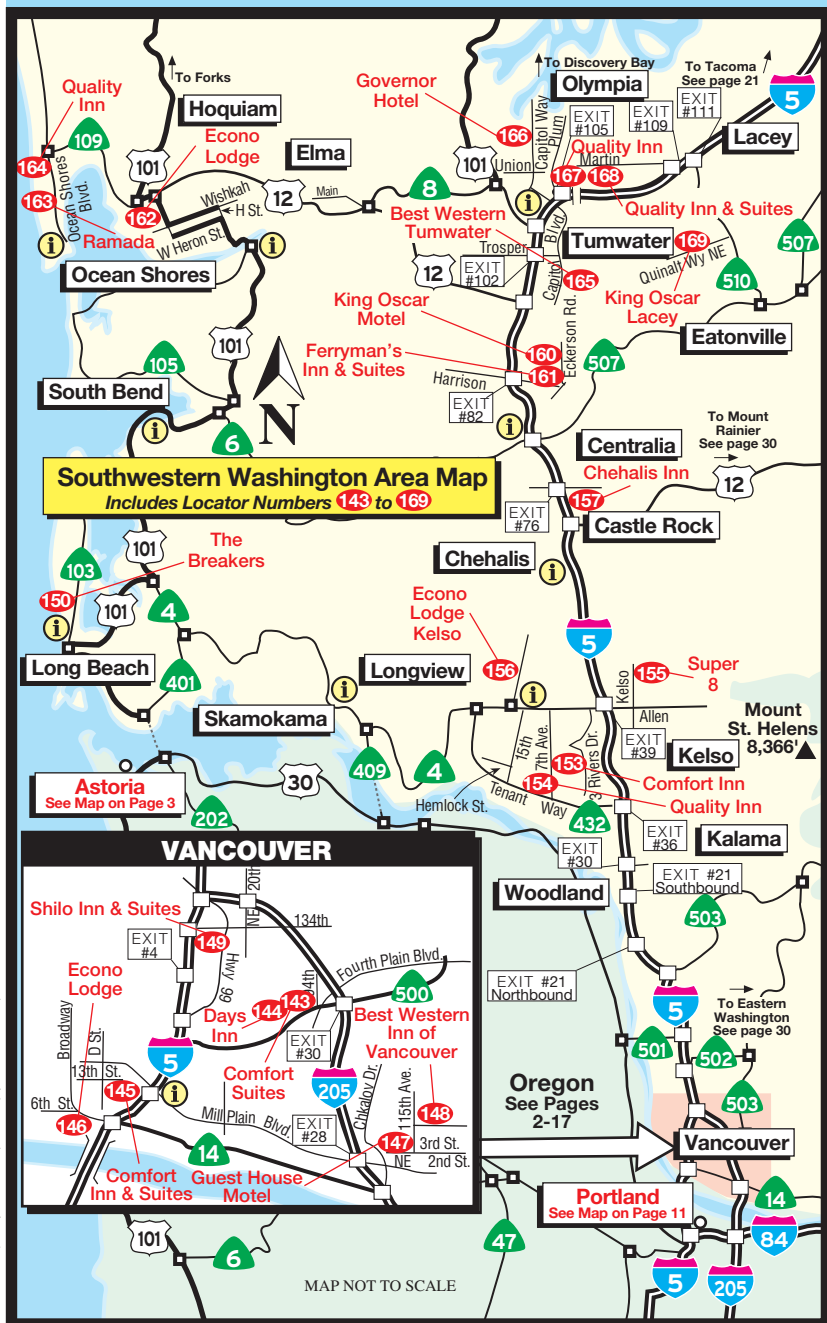 To Forks
To Discovery Bay
To Tacoma
See page 21
5
Quality
Inn
Hoquiam
Governor
Hotel
Olympia
Capitol Way
Plum
EXIT
#105
EXIT
#109
EXIT
#111
Lacey
109
Econo
Lodge
Elma
166
101
Union
Quality Inn
Martin
164
101
163
Ocean Shores
Blvd.
162
Wishkah
H St.
12
Main
8
167
168
Quality Inn & Suites
Ramada
W Heron St.
Best Western
Tumwater
Blvd.
Capitol
Tumwater
169
507
i
i
i
Ocean Shores
12
Trosper
EXIT
#102
165
Quinalt Wy NE
510
King Oscar
Motel
King Oscar
Lacey
101
Eckerson Rd.
160
Eatonville
105
Ferryman's
Inn & Suites
161
507
South Bend
Harrison
EXIT
#82
N
i
6
i
Centralia
To Mount
Rainier
See page 30
12
Southwestern Washington Area Map
Includes Locator Numbers 143 to 169
Chehalis Inn
157
EXIT
#76
Castle Rock
101
The
Breakers
Chehalis
i
103
150
101
4
Econo
Lodge
Kelso
5
i
Long Beach
401
Longview
156
Kelso
155
Super
8
i
i
Skamokama
Allen
Mount
St. Helens
8,366'
EXIT
#39
Kelso
409
4
15th
7th Ave.
3 Rivers Dr.
153
Comfort Inn
Astoria
See Map on Page 3
30
Hemlock St.
154
Quality Inn
Tenant Way
202
432
EXIT
#36
Kalama
EXIT
#30
VANCOUVER
Woodland
EXIT #21
Southbound
503
NE 20th
Shilo Inn & Suites
149
134th
EXIT
#4
Hwy 99
EXIT #21
Northbound
Fourth Plain Blvd.
94th
500
Econo
Lodge
Days
Inn
144
143
Best Western
Inn of
Vancouver
5
To Eastern
Washington
See page 30
Broadway
D St.
EXIT
#30
501
502
5
Comfort
Suites
13th St.
205
Chkalov Dr.
115th Ave.
148
Oregon
See Pages
2-17
503
145
i
6th St.
146
Mill Plain Blvd.
EXIT
#28
147
3rd St.
NE 2nd St.
Vancouver
14
Comfort
Inn & Suites
Guest House
Motel
14
Portland
See Map on Page 11
84
101
6
47
5
205
MAP NOT TO SCALE